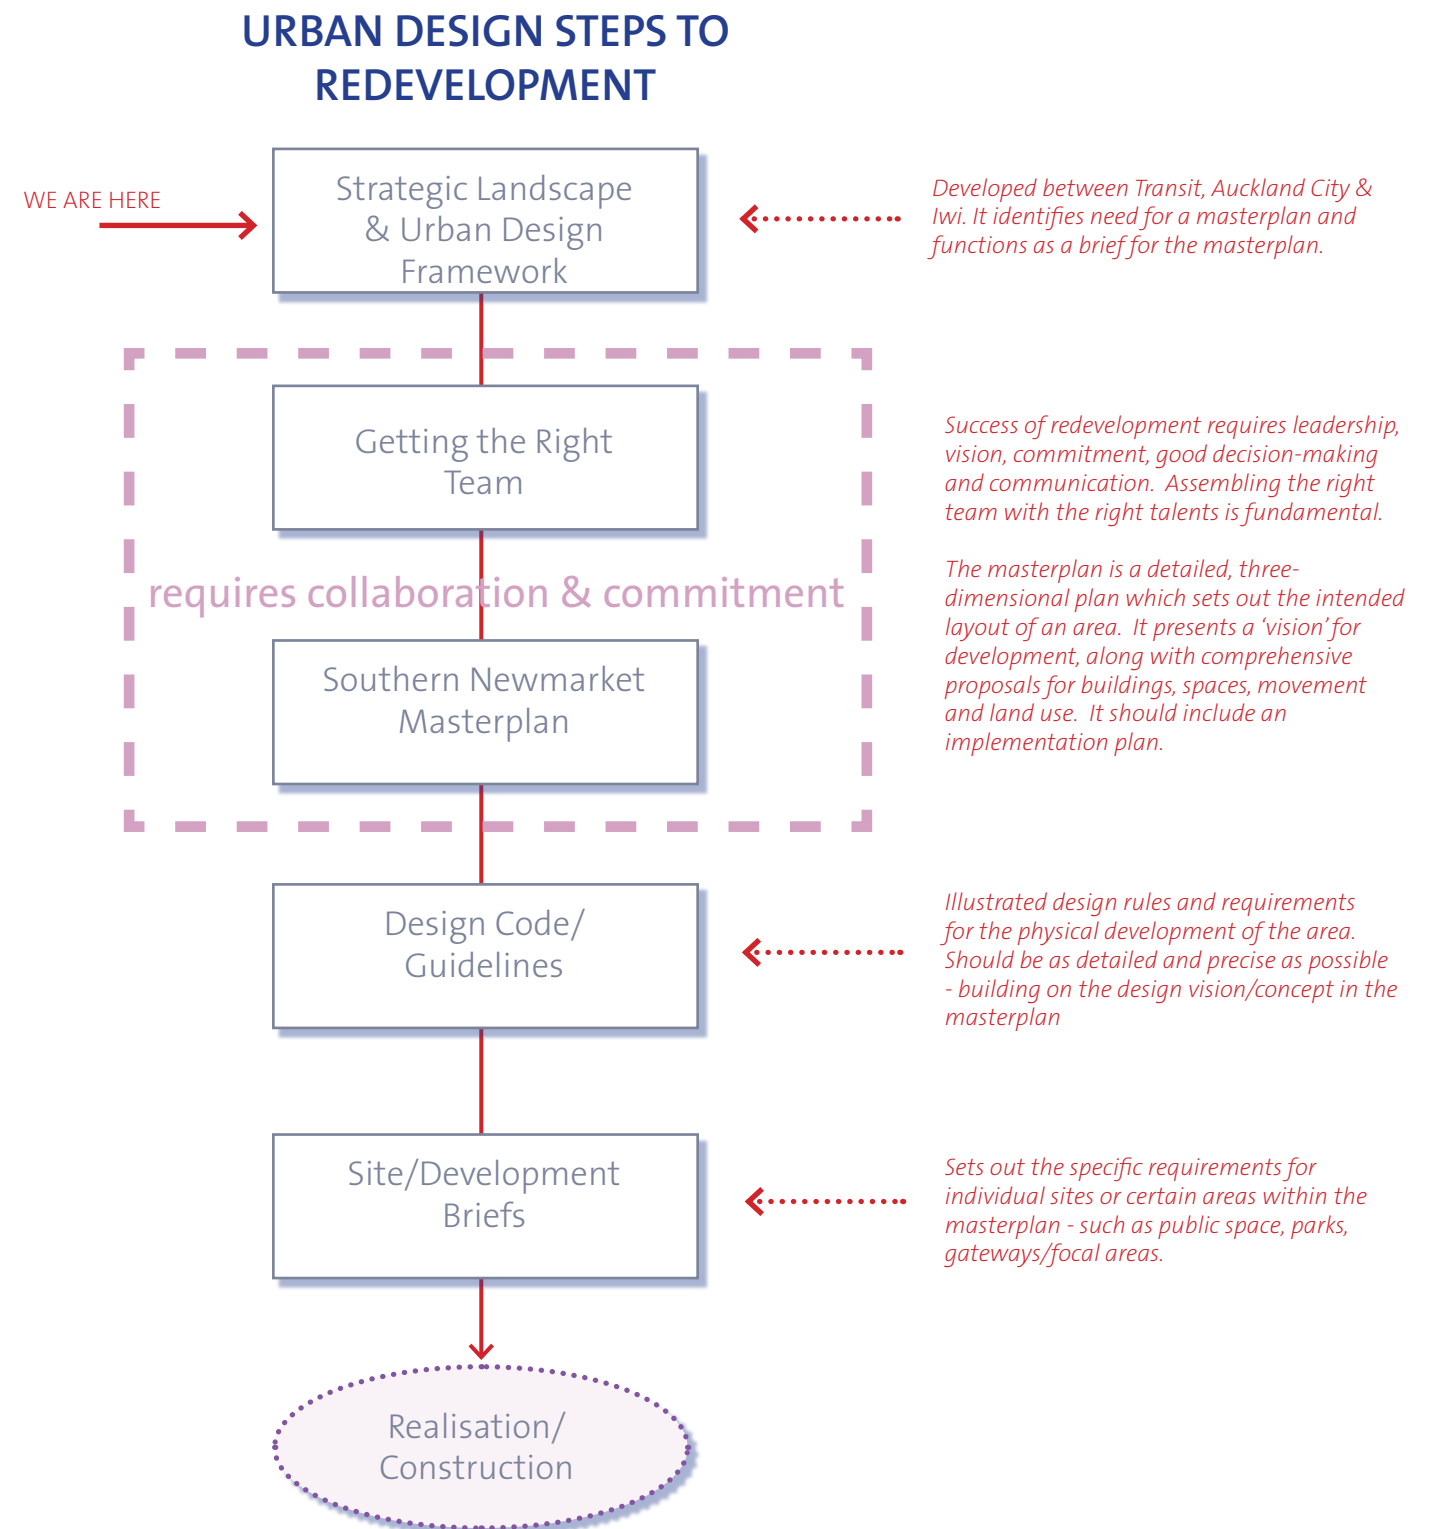 URBAN DESIGN STEPS TO
REDEVELOPMENT
WE ARE HERE
Strategic Landscape
& Urban Design
Framework
Developed between Transit, Auckland City &
Iwi. It identifies need for a masterplan and
functions as a brief for the masterplan.
Getting the Right
Team
Success of redevelopment requires leadership,
vision, commitment, good decision-making
and communication.  Assembling the right
team with the right talents is fundamental.
requires collaboration & commitment
Southern Newmarket
Masterplan
The masterplan is a detailed, three-
dimensional plan which sets out the intended
layout of an area.  It presents a ‘vision’ for
development, along with comprehensive
proposals for buildings, spaces, movement
and land use.  It should include an
implementation plan.
Design Code/
Guidelines
Illustrated design rules and requirements
for the physical development of the area.
Should be as detailed and precise as possible
- building on the design vision/concept in the
masterplan
Site/Development
Briefs
Sets out the specific requirements for
individual sites or certain areas within the
masterplan - such as public space, parks,
gateways/focal areas.
Realisation/
Construction